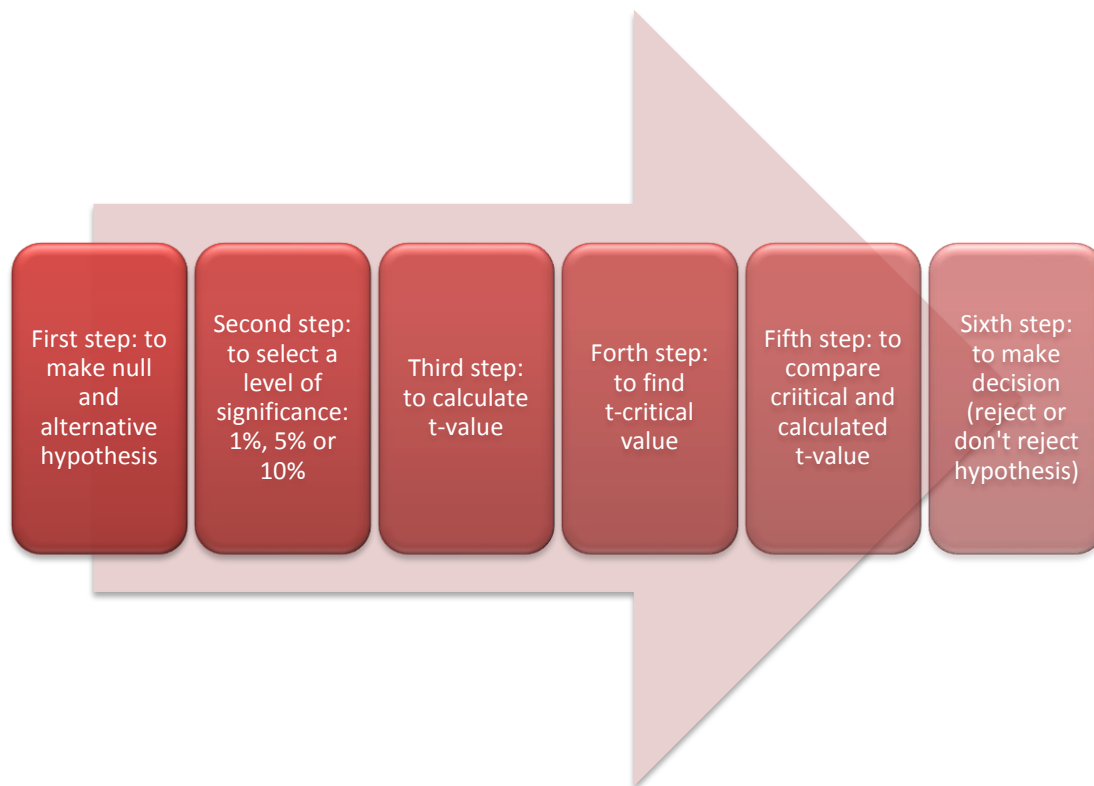 First step: to
make null
and
alternative
hypothesis
Second step:
to select a
level of
significance:
1%, 5% or
10%
Third step:
to calculate
t-value
Forth step:
to find
t-critical
value
Fifth step: to
compare
criitical and
calculated
t-value
Sixth step:
to make
decision
(reject or
don't reject
hypothesis)